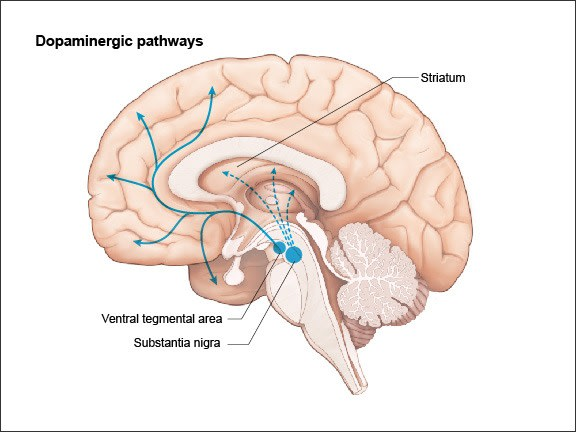 Dopaminergic pathways
Striatum
Ventral tegmental area
Substantia nigra